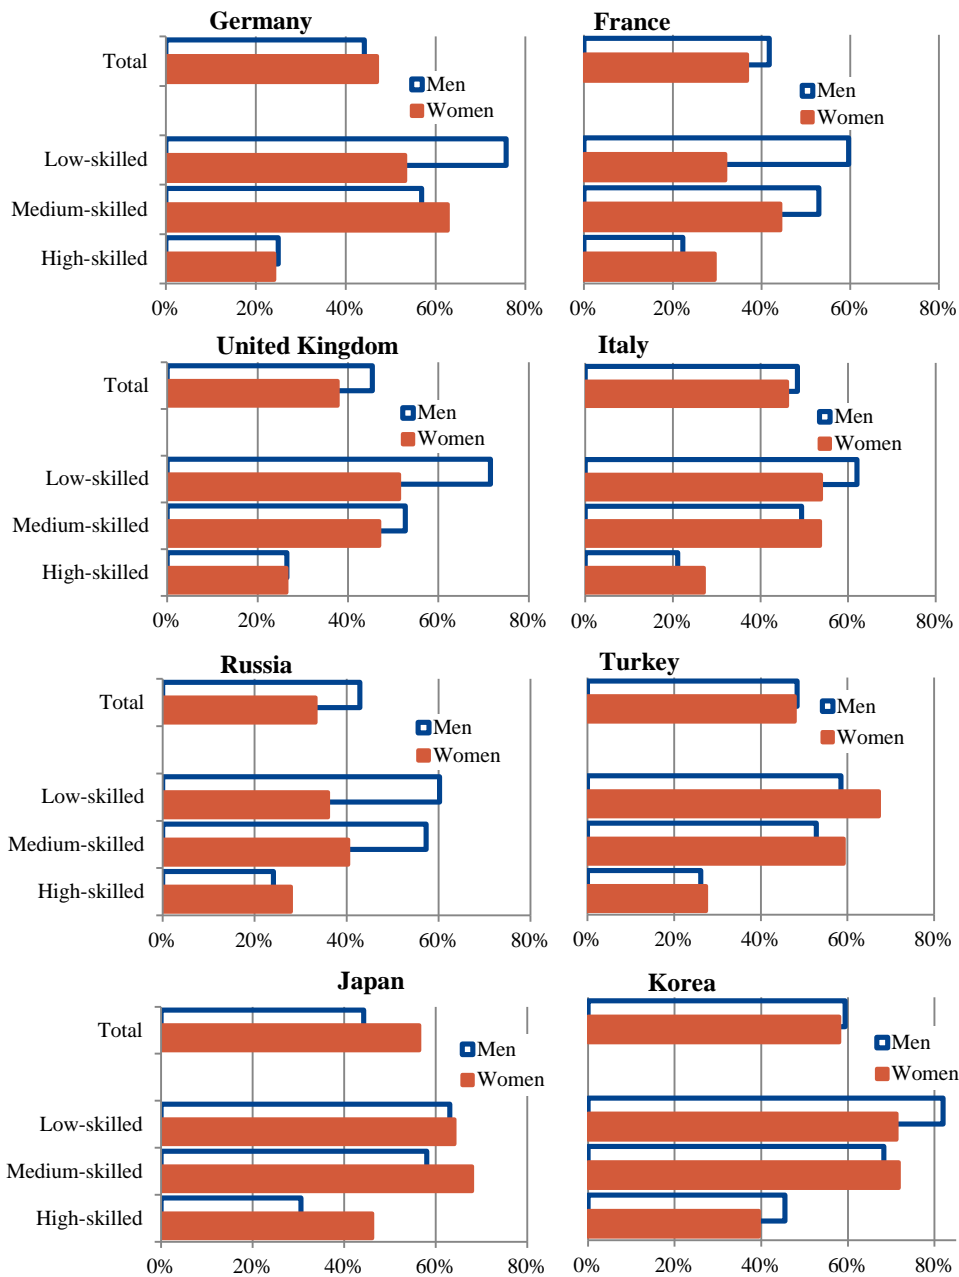 Germany
Total
Men
Women
Low-skilled
Medium-skilled
High-skilled
0% 20% 40% 60% 80%
France
Men
Women
0% 20% 40% 60% 80%
United Kingdom
Total
Men
Women
Low-skilled
Medium-skilled
High-skilled
0% 20% 40% 60% 80%
Italy
Men
Women
0% 20% 40% 60% 80%
Russia
Total
Men
Women
Low-skilled
Medium-skilled
High-skilled
0% 20% 40% 60% 80%
Turkey
Men
Women
0% 20% 40% 60% 80%
Japan
Total
Men
Women
Low-skilled
Medium-skilled
High-skilled
0% 20% 40% 60% 80%
Korea
Men
Women
0% 20% 40% 60% 80%